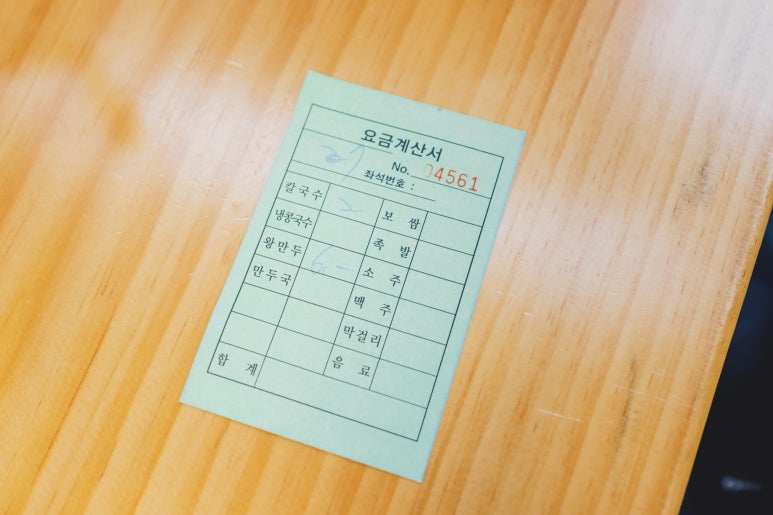 요금계산서
No. 04561
좌석번호 :
칼국수 2 보쌈
냉콩국수 족발
왕만두 6, - 소주
만두국 맥주
막걸리
음료
합계